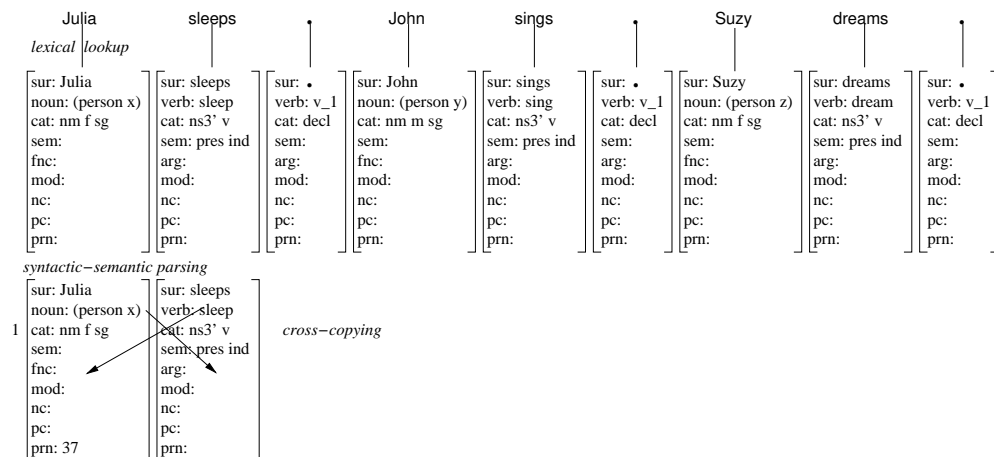 Julia sleeps • John sings • Suzy dreams •
lexical lookup
sur: Julia sur: sleeps sur: • sur: John sur: sings sur: • sur: Suzy sur: dreams sur: •
noun: (person x) verb: sleep verb: v_1 noun: (person y) verb: sing verb: v_1 noun: (person z) verb: dream verb: v_1
cat: nm f sg cat: ns3' v cat: decl cat: nm m sg cat: ns3' v cat: decl cat: nm f sg cat: ns3' v cat: decl
sem: sem: pres ind sem: sem: sem: pres ind sem: sem: sem: pres ind sem:
fnc: arg: arg: fnc: arg: arg: fnc: arg: arg:
mod: mod: mod: mod: mod: mod: mod: mod: mod:
nc: nc: nc: nc: nc: nc: nc: nc: nc:
pc: pc: pc: pc: pc: pc: pc: pc: pc:
prn: prn: prn: prn: prn: prn: prn: prn: prn:
syntactic−semantic parsing
sur: Julia sur: sleeps
noun: (person x) verb: sleep
1 cat: nm f sg cat: ns3' v cross−copying
sem: sem: pres ind
fnc: arg:
mod: mod:
nc: nc:
pc: pc:
prn: 37 prn: